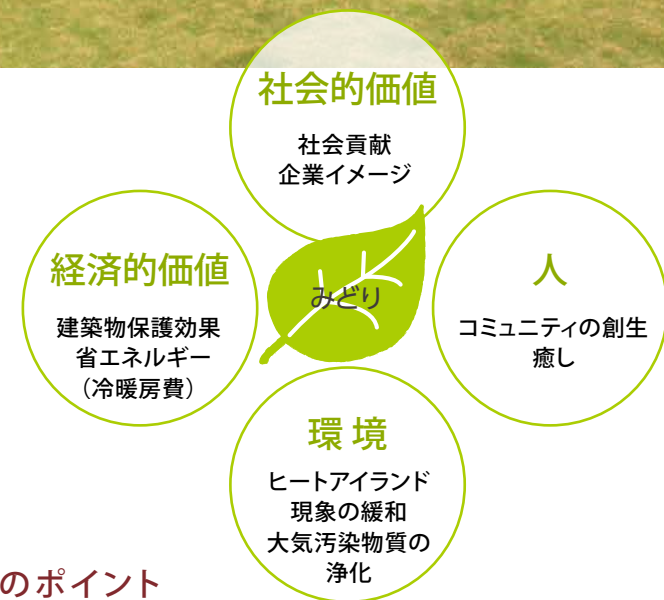 社会的価値
社会貢献
企業イメージ
経済的価値
建築物保護効果
省エネルギー
（冷暖房費）
みどり
人
コミュニティの創生
癒し
環境
ヒートアイランド
現象の緩和
大気汚染物質の
浄化
のポイント